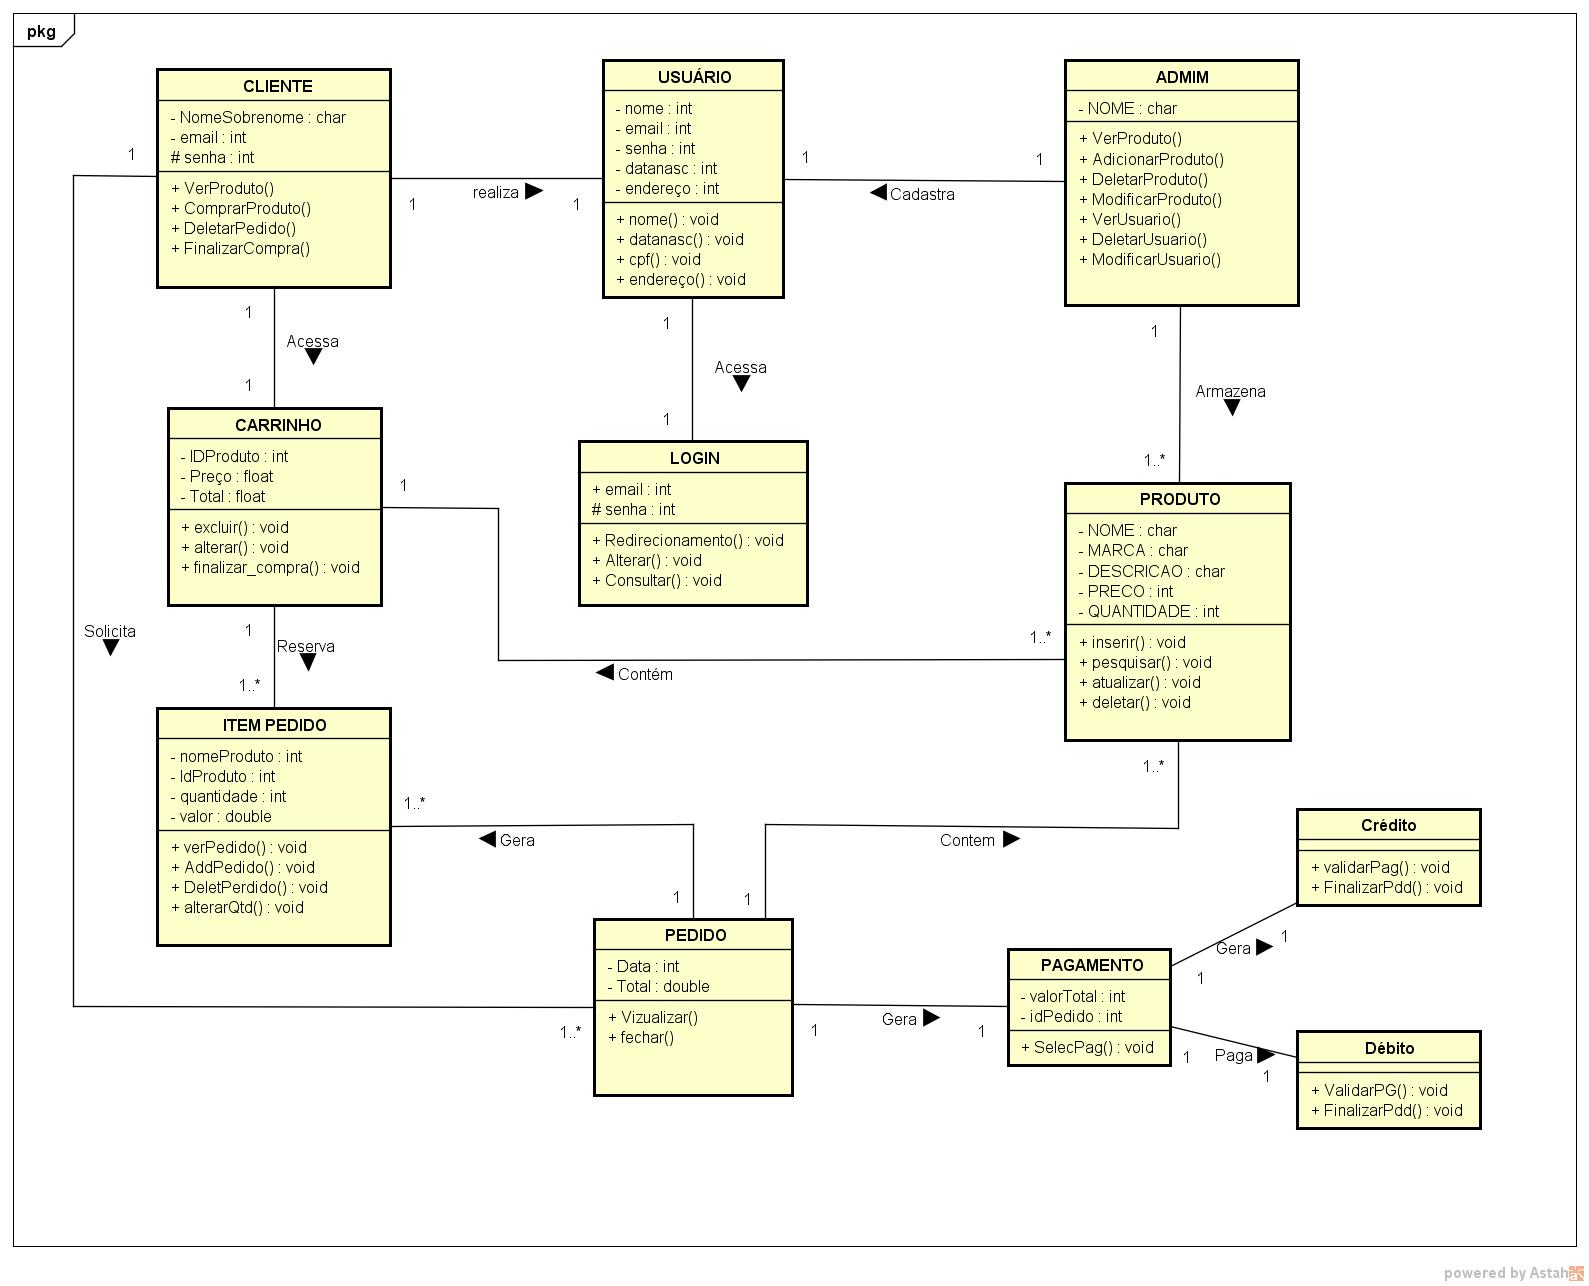 pkg
CLIENTE
- NomeSobrenome : char
- email : int
# senha : int
+ VerProduto()
+ ComprarProduto()
+ DeletarPedido()
+ FinalizarCompra()
USUÁRIO
- nome : int
- email : int
- senha : int
- datanasc : int
- endereço : int
+ nome() : void
+ datanasc() : void
+ cpf() : void
+ endereço() : void
ADMIM
- NOME : char
+ VerProduto()
+ AdicionarProduto()
+ DeletarProduto()
+ ModificarProduto()
+ VerUsuario()
+ DeletarUsuario()
+ ModificarUsuario()
1
1
realiza
1
1
Cadastra
1
1
Acessa
1
1
Acessa
1
1
Armazena
1..*
CARRINHO
- IDProduto : int
- Preço : float
- Total : float
+ excluir() : void
+ alterar() : void
+ finalizar_compra() : void
LOGIN
+ email : int
# senha : int
+ Redirecionamento() : void
+ Alterar() : void
+ Consultar() : void
PRODUTO
- NOME : char
- MARCA : char
- DESCRICAO : char
- PRECO : int
- QUANTIDADE : int
+ inserir() : void
+ pesquisar() : void
+ atualizar() : void
+ deletar() : void
1
Contém
1..*
Solicita
1
Reserva
1..*
ITEM PEDIDO
- nomeProduto : int
- IdProduto : int
- quantidade : int
- valor : double
+ verPedido() : void
+ AddPedido() : void
+ DeletPerdido() : void
+ alterarQtd() : void
1..*
Gera
1
1
Contem
1..*
PEDIDO
- Data : int
- Total : double
+ Vizualizar()
+ fechar()
1..*
1
Gera
1
PAGAMENTO
- valorTotal : int
- idPedido : int
+ SelecPag() : void
Crédito
+ validarPag() : void
+ FinalizarPdd() : void
Gera
1
1
1
Paga
1
Débito
+ ValidarPG() : void
+ FinalizarPdd() : void
powered by Astah